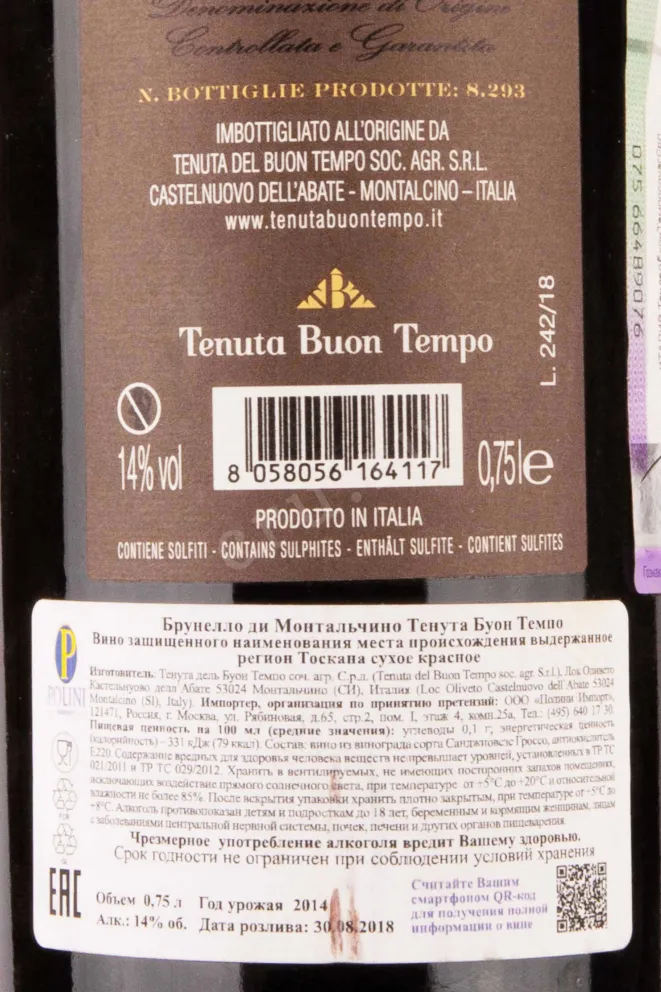 Denominazione di Origine
Controllata e Garantita
N. BOTTIGLIE PRODOTTE: 8.293
IMBOTTIGLIATO ALL'ORIGINE DA
TENUTA DEL BUON TEMPO SOC. AGR. S.R.L.
CASTELNUOVO DELL'ABATE - MONTALCINO – ITALIA
www.tenutabuontempo.it
B
Tenuta Buon Tempo
L. 242/18
14% vol
8 058056 164117
0,75 l e
PRODOTTO IN ITALIA
CONTIENE SOLFITI - CONTAINS SULPHITES - ENTHÄLT SULFITE - CONTIENT SULFITES
075 66489076
P
POLINI
Брунелло ди Монтальчино Тенута Буон Темпо
Вино защищенного наименования места происхождения выдержанное
регион Тоскана сухое красное
Изготовитель: Тенута дель Буон Темпо соч. агр. С.р.л. (Tenuta del Buon Tempo soc. agr. S.r.l.), Лок Оливето
Кастельнуово делл'Абате 53024 Монтальчино (СИ), Италия (Loc Oliveto Castelnuovo dell'Abate 53024
Montalcino (SI), Italy). Импортер, организация по принятию претензий: ООО «Полини Импорт»,
121471, Россия, г. Москва, ул. Рябиновая, д.65, стр.2, пом. I, этаж 4, комн.25а, Тел.: (495) 640 17 30.
Пищевая ценность на 100 мл (средние значения): углеводы 0,1 г, энергетическая ценность
(калорийность) – 331 кДж (79 ккал). Состав: вино из винограда сорта Санджовезе Гроссо, антиокислитель
Е220. Содержание вредных для здоровья человека веществ не превышает уровней, установленных в ТР ТС
021/2011 и ТР ТС 029/2012. Хранить в вентилируемых, не имеющих посторонних запахов помещениях,
исключающих воздействие прямого солнечного света, при температуре от +5°С до +20°С и относительной
влажности не более 85%. После вскрытия упаковки хранить плотно закрытым, при температуре от +5°С до
+8°С. Алкоголь противопоказан детям и подросткам до 18 лет, беременным и кормящим женщинам, лицам
с заболеваниями центральной нервной системы, почек, печени и других органов пищеварения.
Чрезмерное употребление алкоголя вредит Вашему здоровью.
Срок годности не ограничен при соблюдении условий хранения
EAC
Объем 0,75 л Год урожая 2014
Алк.: 14% об. Дата розлива: 30.08.2018
Считайте Вашим
смартфоном QR-код
для получения полной
информации о вине